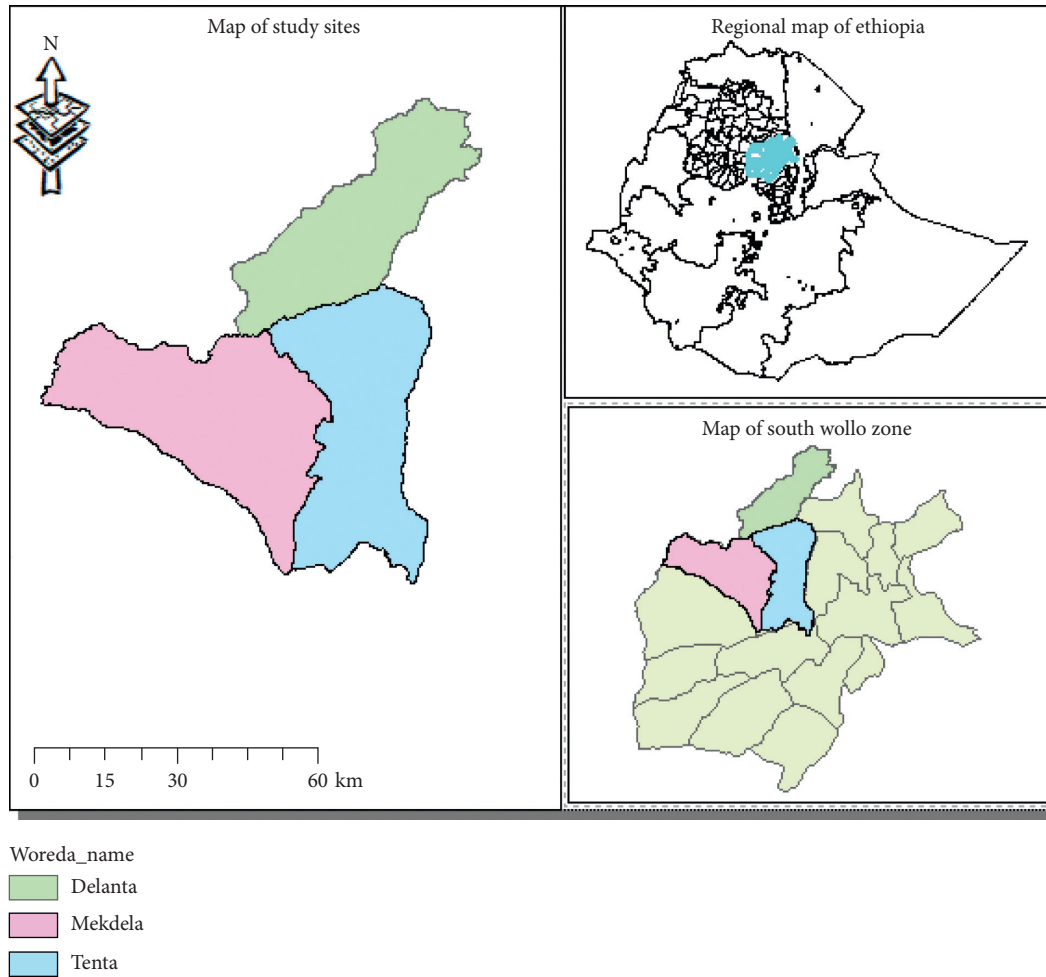 Map of study sites
N
0 15 30 60 km
Regional map of ethiopia
Map of south wollo zone
Woreda_name
Delanta
Mekdela
Tenta